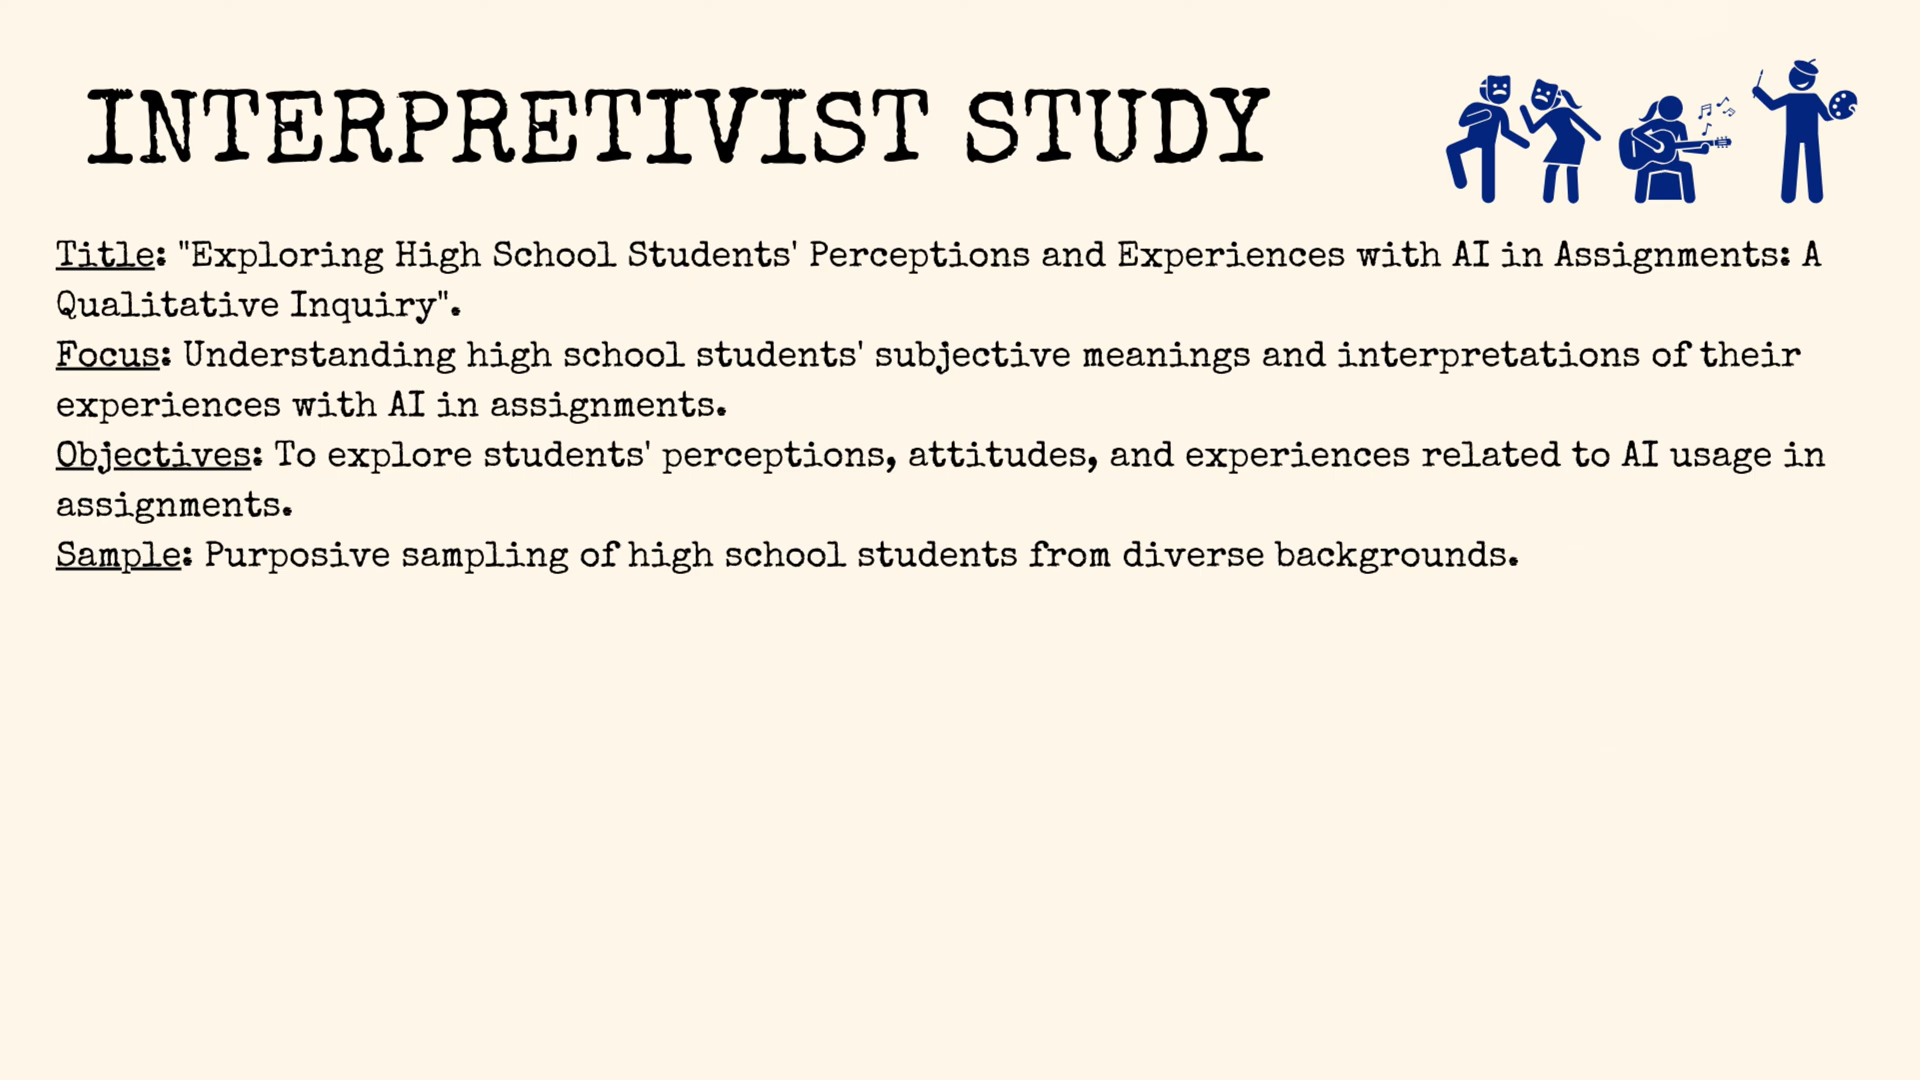 INTERPRETIVIST STUDY
Title: "Exploring High School Students' Perceptions and Experiences with AI in Assignments: A
Qualitative Inquiry".
Focus: Understanding high school students' subjective meanings and interpretations of their
experiences with AI in assignments.
Objectives: To explore students' perceptions, attitudes, and experiences related to AI usage in
assignments.
Sample: Purposive sampling of high school students from diverse backgrounds.